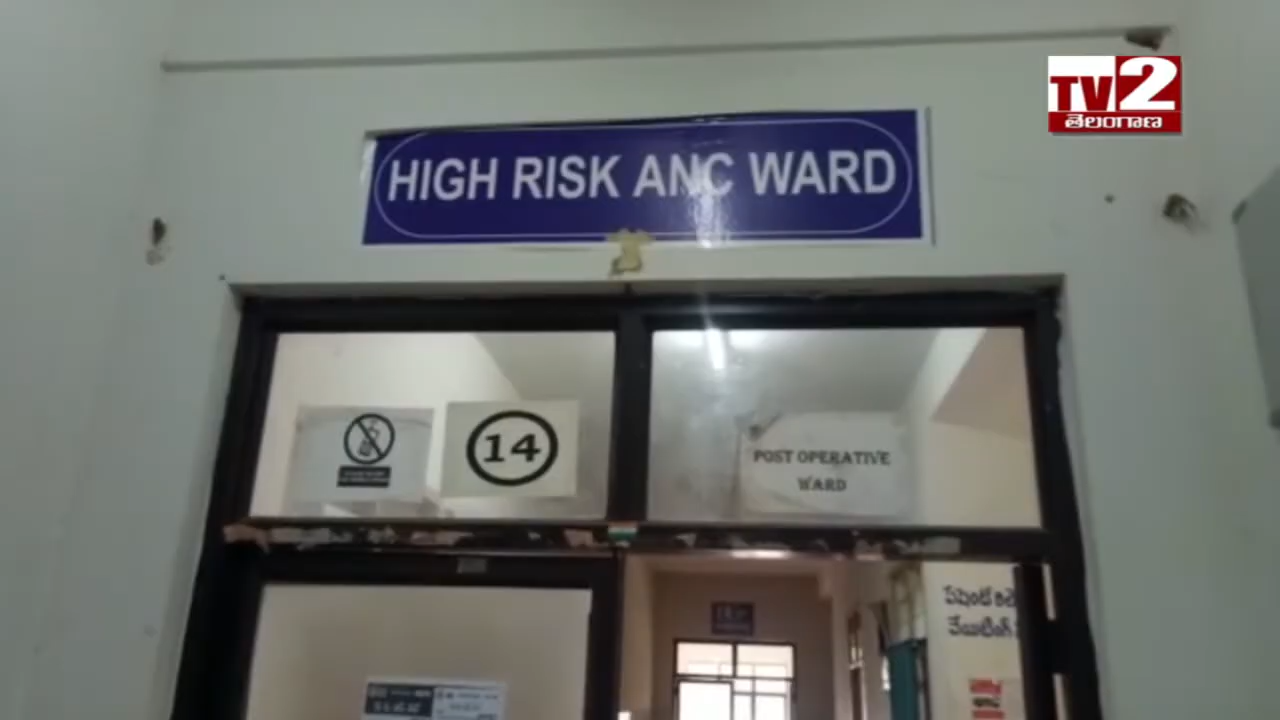 TV2
తెలంగాణ
HIGH RISK ANC WARD
14
POST OPERATIVE
WARD
పేషెంట్
వేయిటింగ్